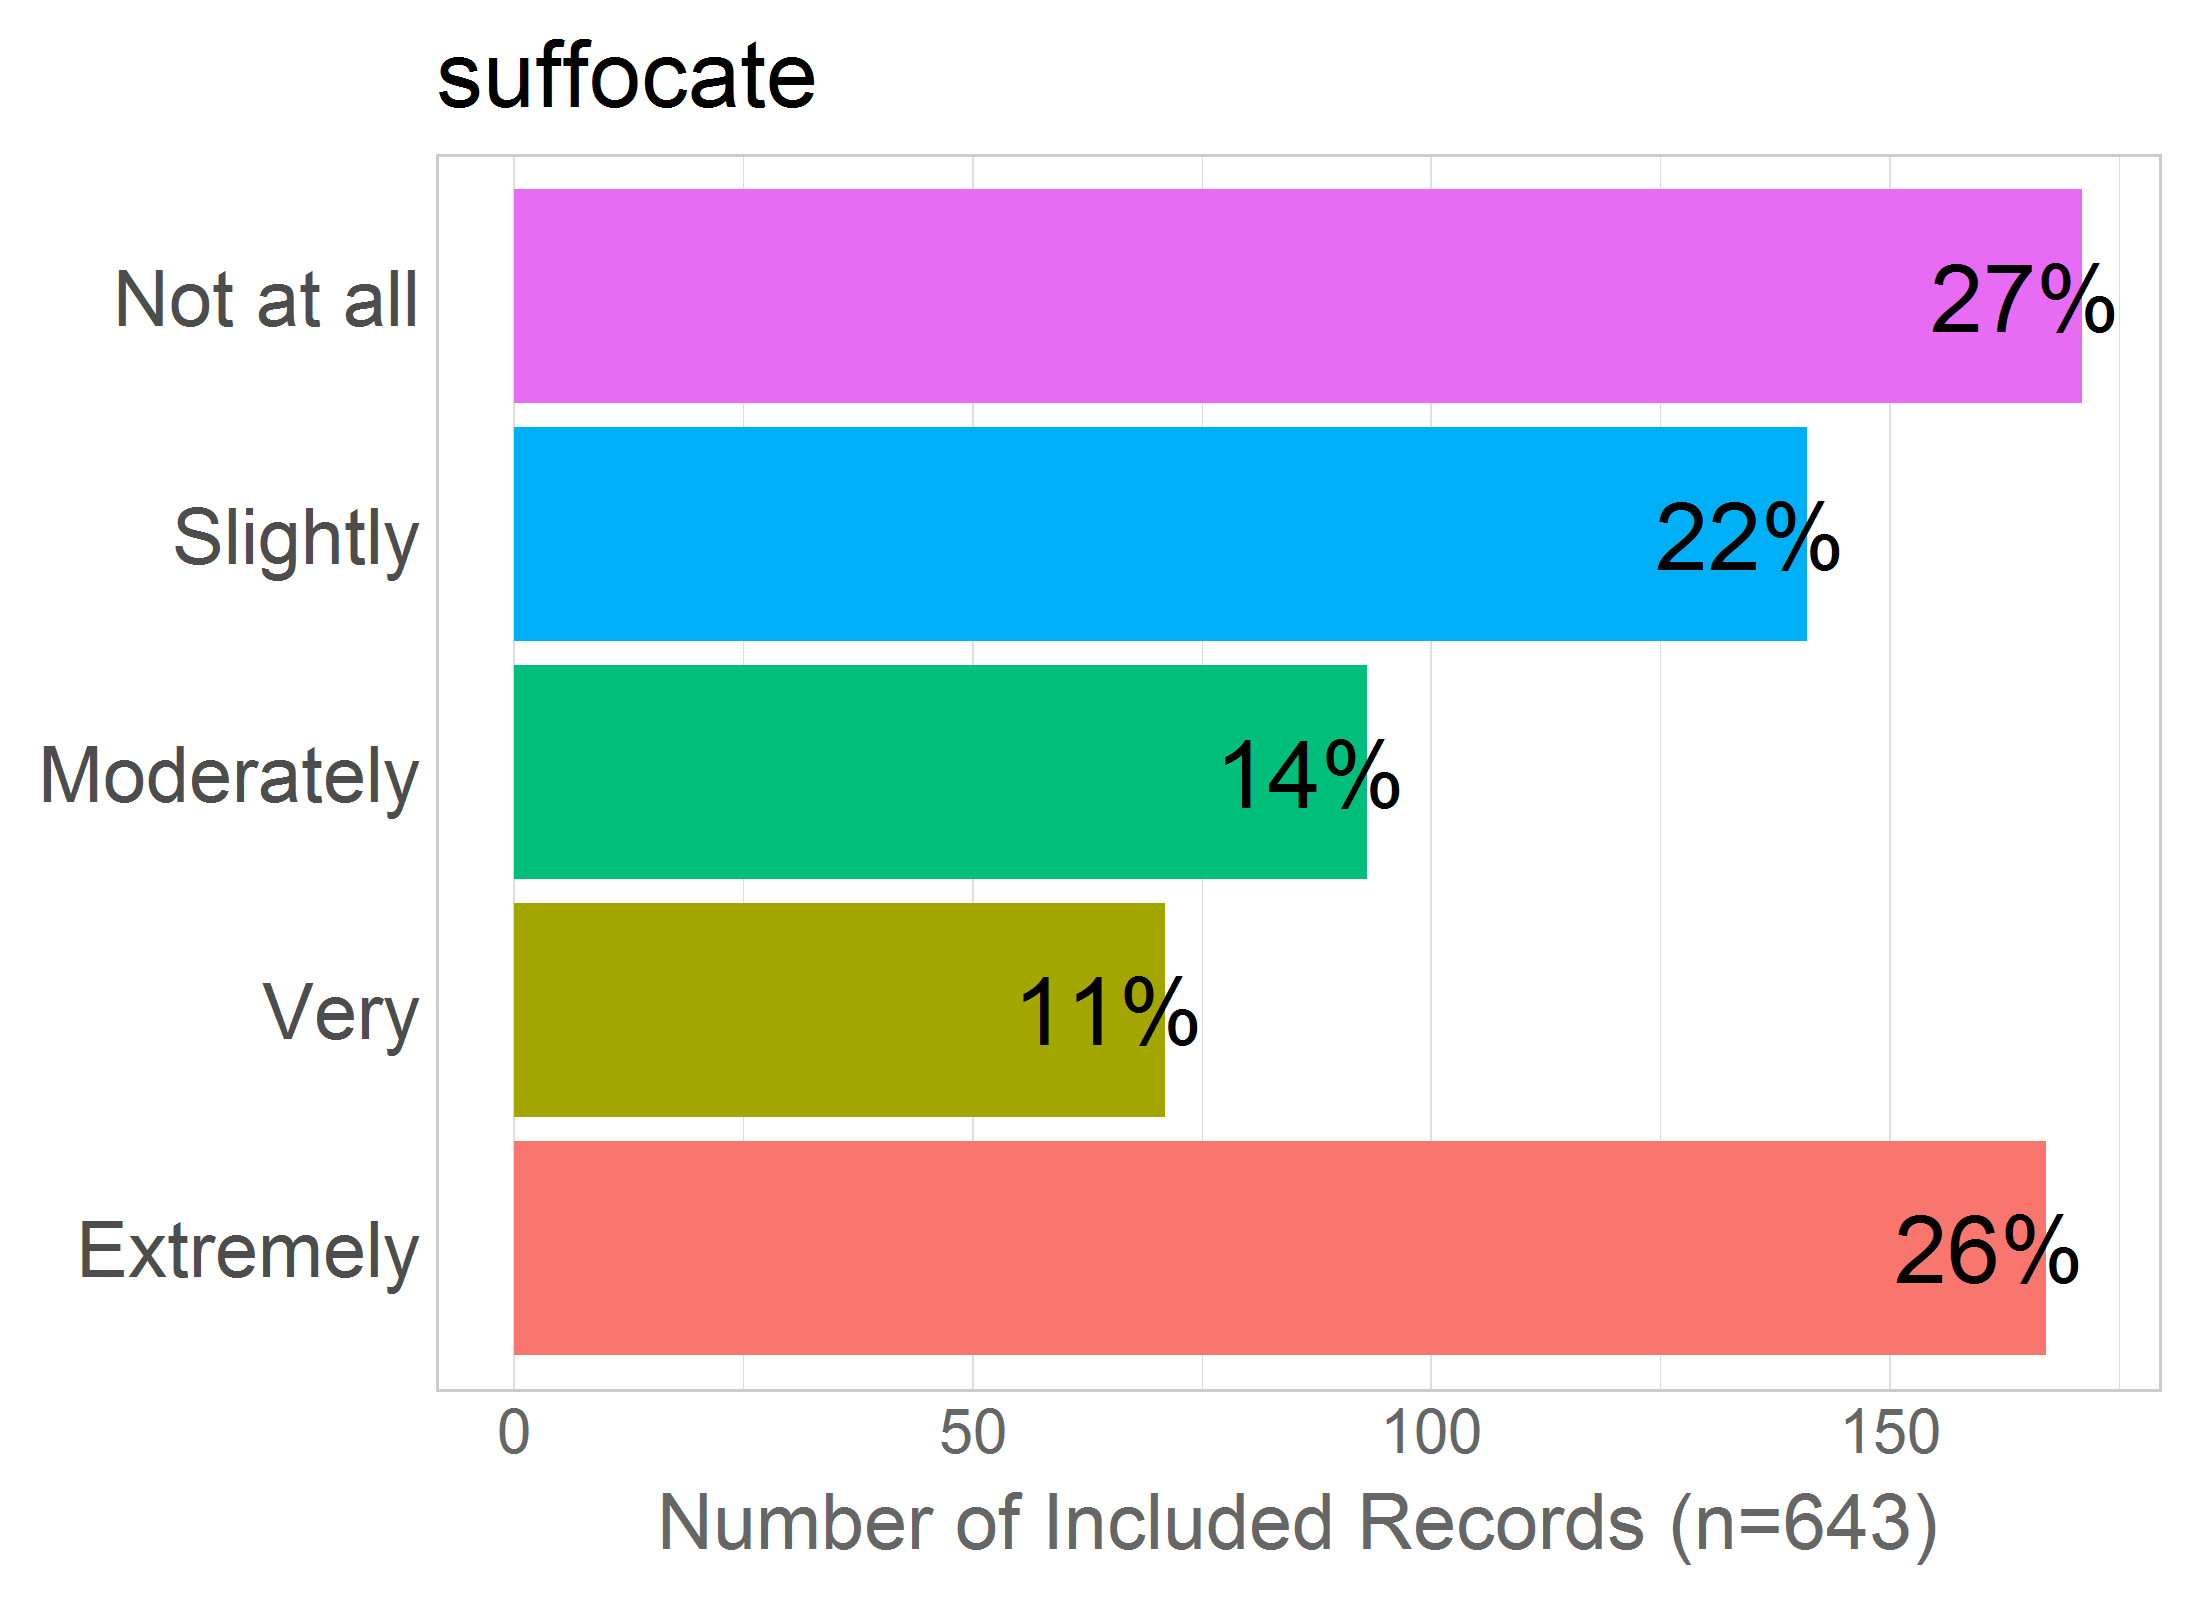 suffocate
Not at all
27%
Slightly
22%
Moderately
14%
Very
11%
Extremely
26%
0 50 100 150
Number of Included Records (n=643)